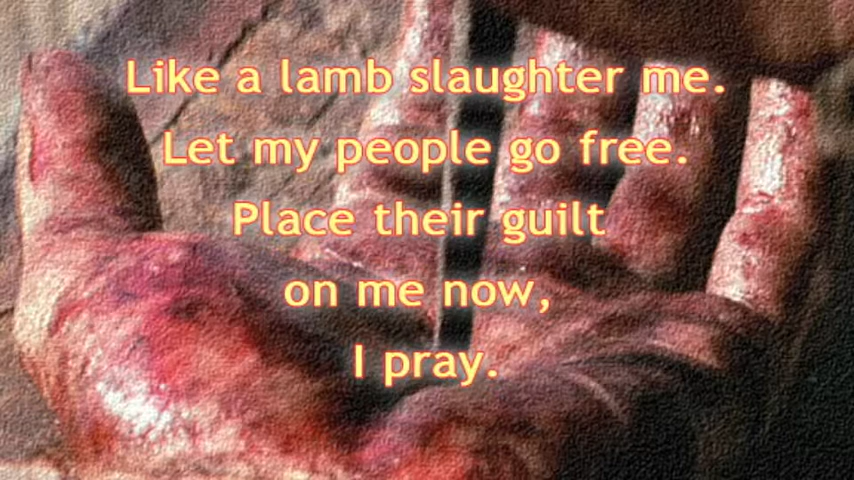 Like a lamb slaughter me.
Let my people go free.
Place their guilt
on me now,
I pray.